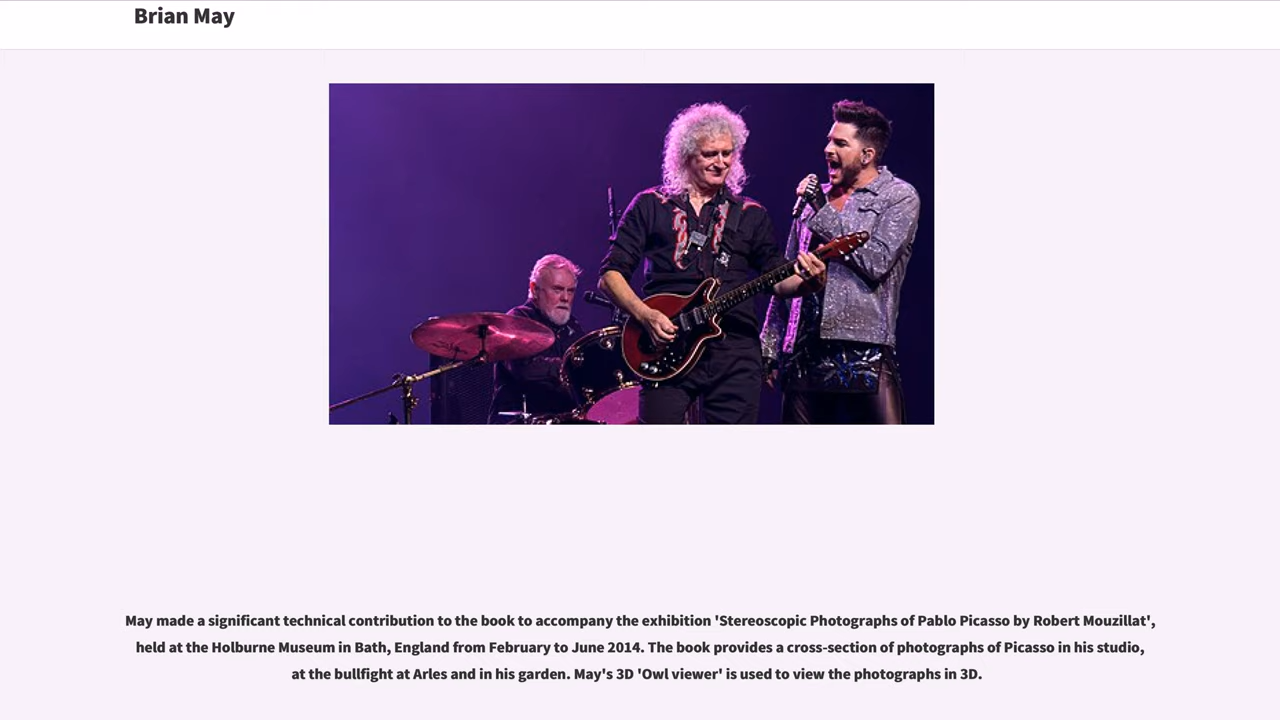 Brian May
May made a significant technical contribution to the book to accompany the exhibition 'Stereoscopic Photographs of Pablo Picasso by Robert Mouzillat',
held at the Holburne Museum in Bath, England from February to June 2014. The book provides a cross-section of photographs of Picasso in his studio,
at the bullfight at Arles and in his garden. May's 3D 'Owl viewer' is used to view the photographs in 3D.